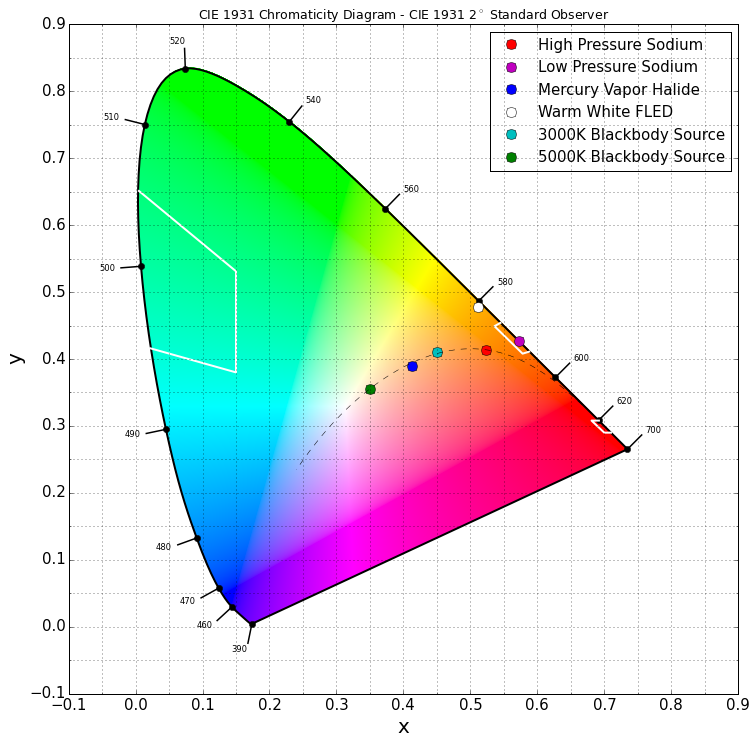 CIE 1931 Chromaticity Diagram - CIE 1931 2° Standard Observer
High Pressure Sodium
Low Pressure Sodium
Mercury Vapor Halide
Warm White FLED
3000K Blackbody Source
5000K Blackbody Source
520
540
510
560
500
580
600
620
490
700
480
470
460
390
0.9
0.8
0.7
0.6
0.5
0.4
0.3
0.2
0.1
0.0
−0.1
y
−0.1 0.0 0.1 0.2 0.3 0.4 0.5 0.6 0.7 0.8 0.9
x